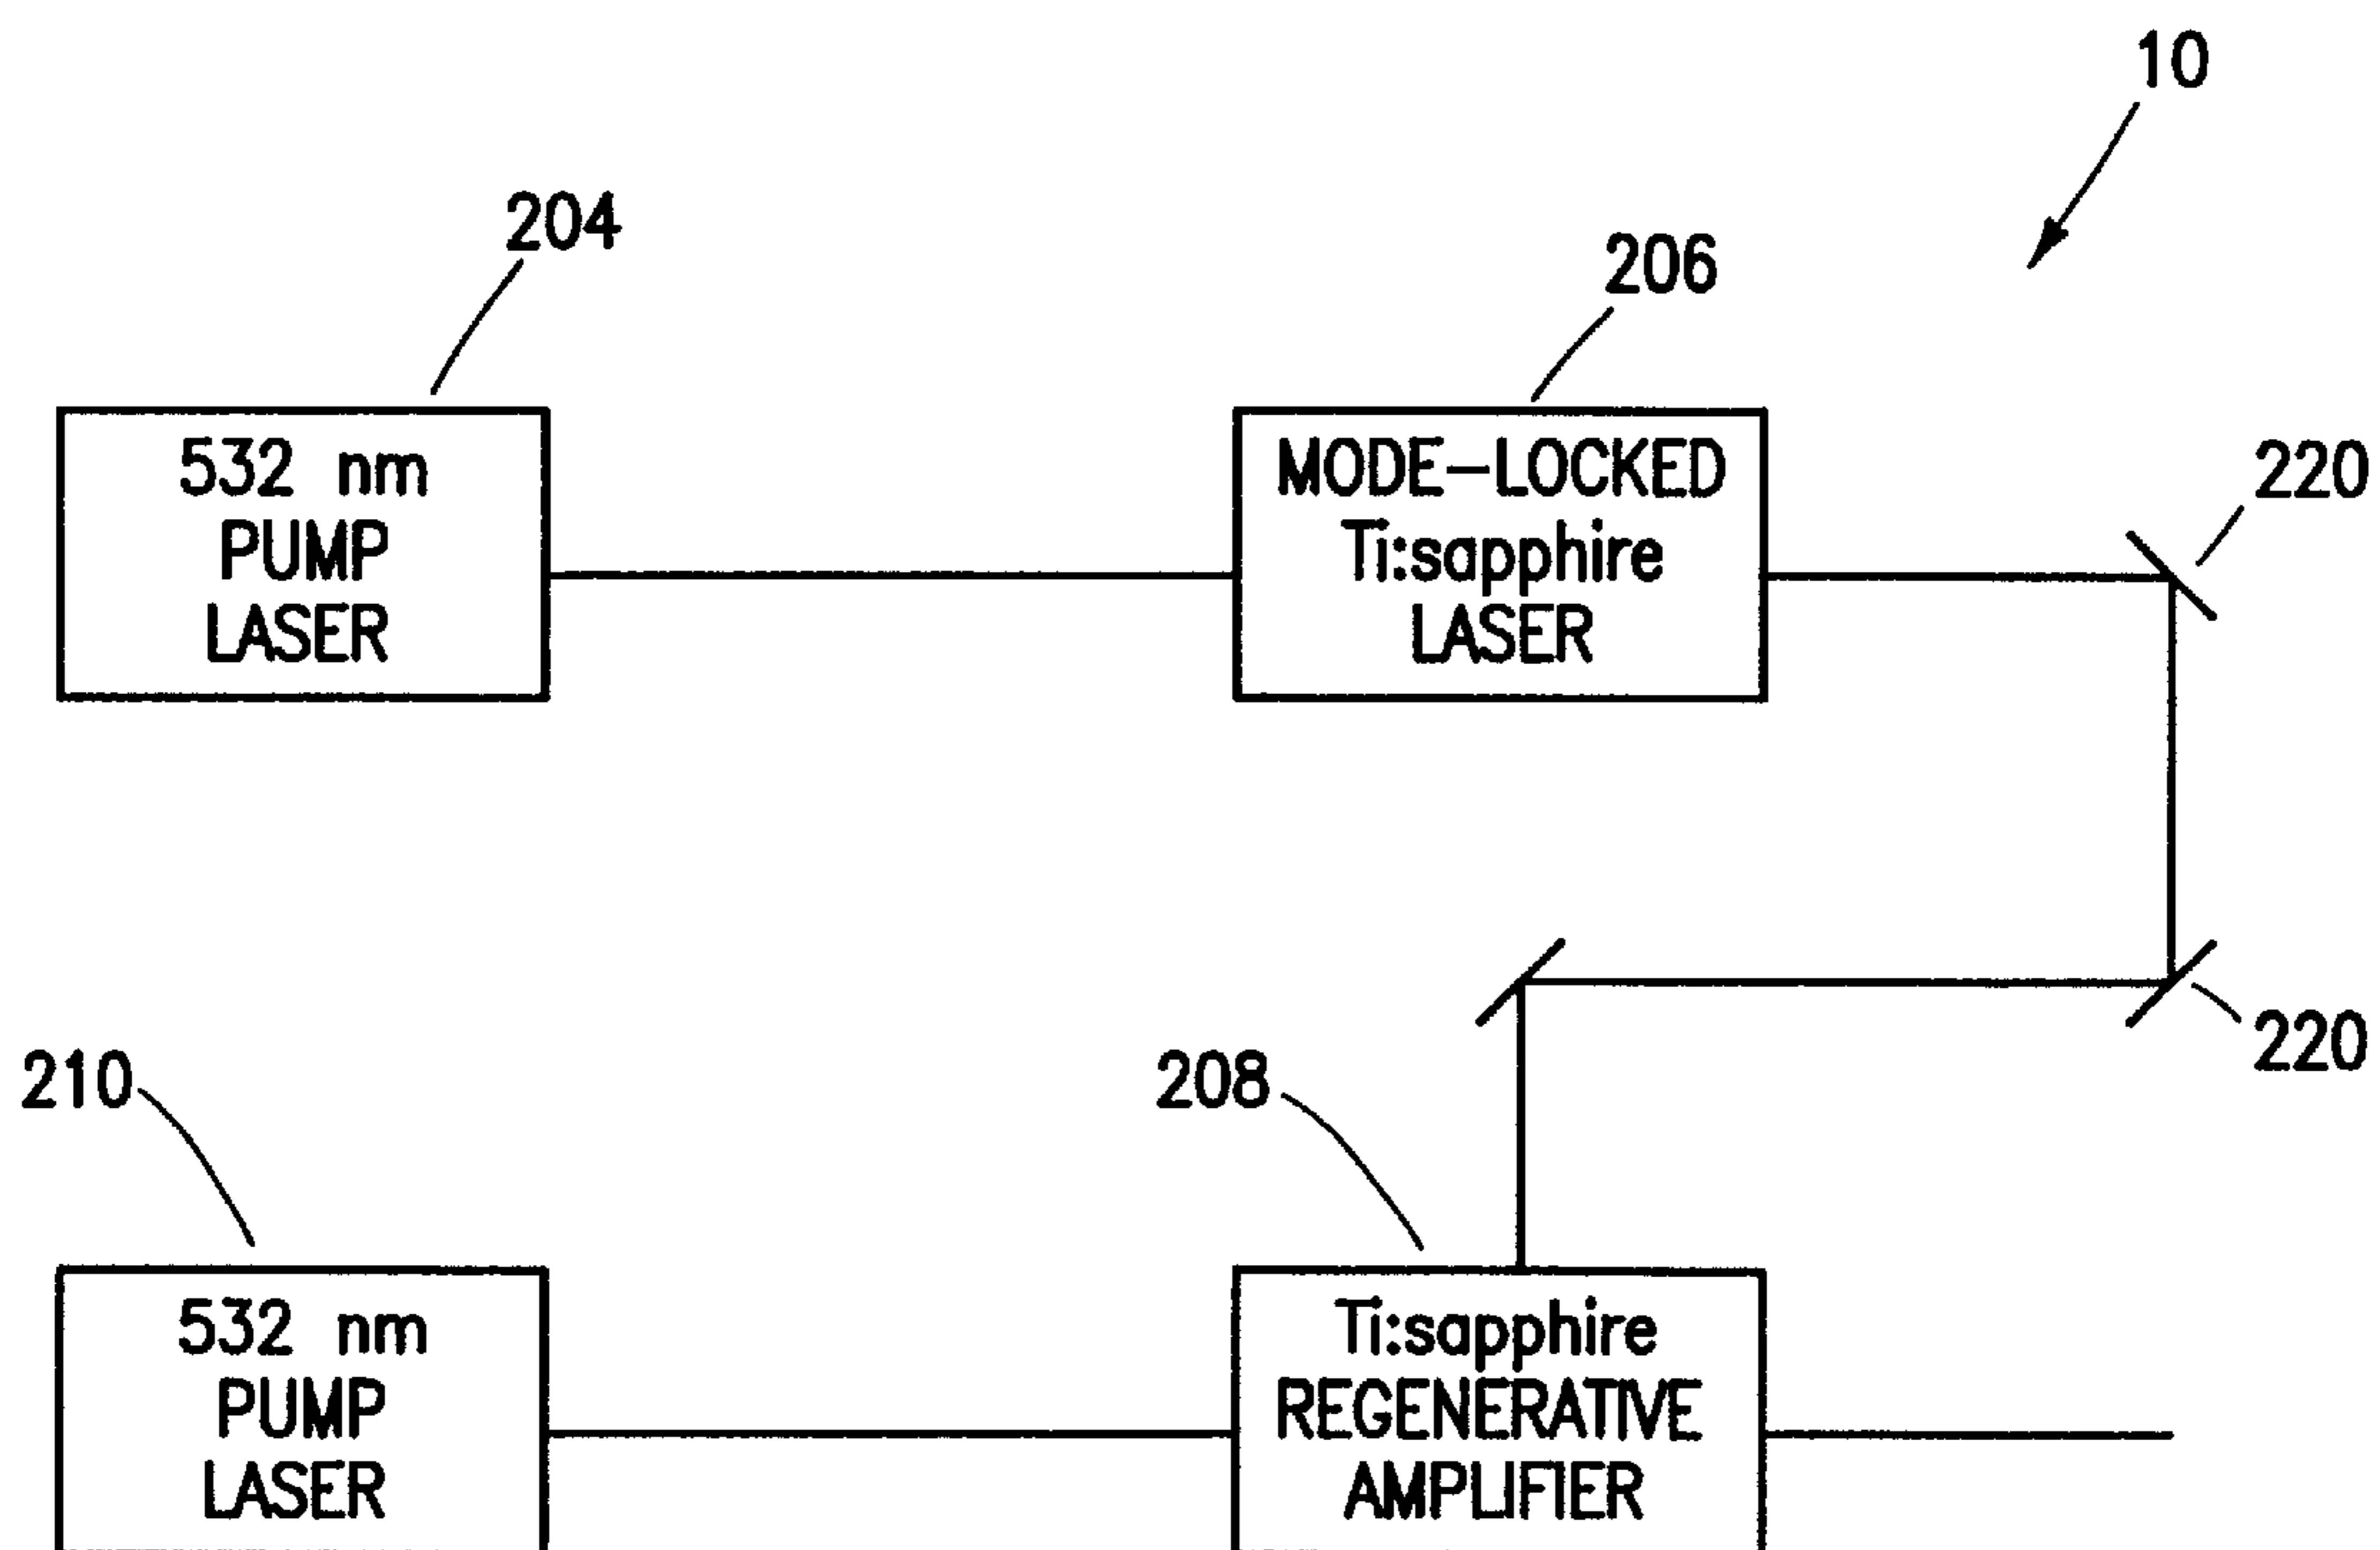 10
204
206
532 nm
PUMP
LASER
MODE-LOCKED
Ti:sapphire
LASER
220
220
210
208
532 nm
PUMP
LASER
Ti:sapphire
REGENERATIVE
AMPLIFIER